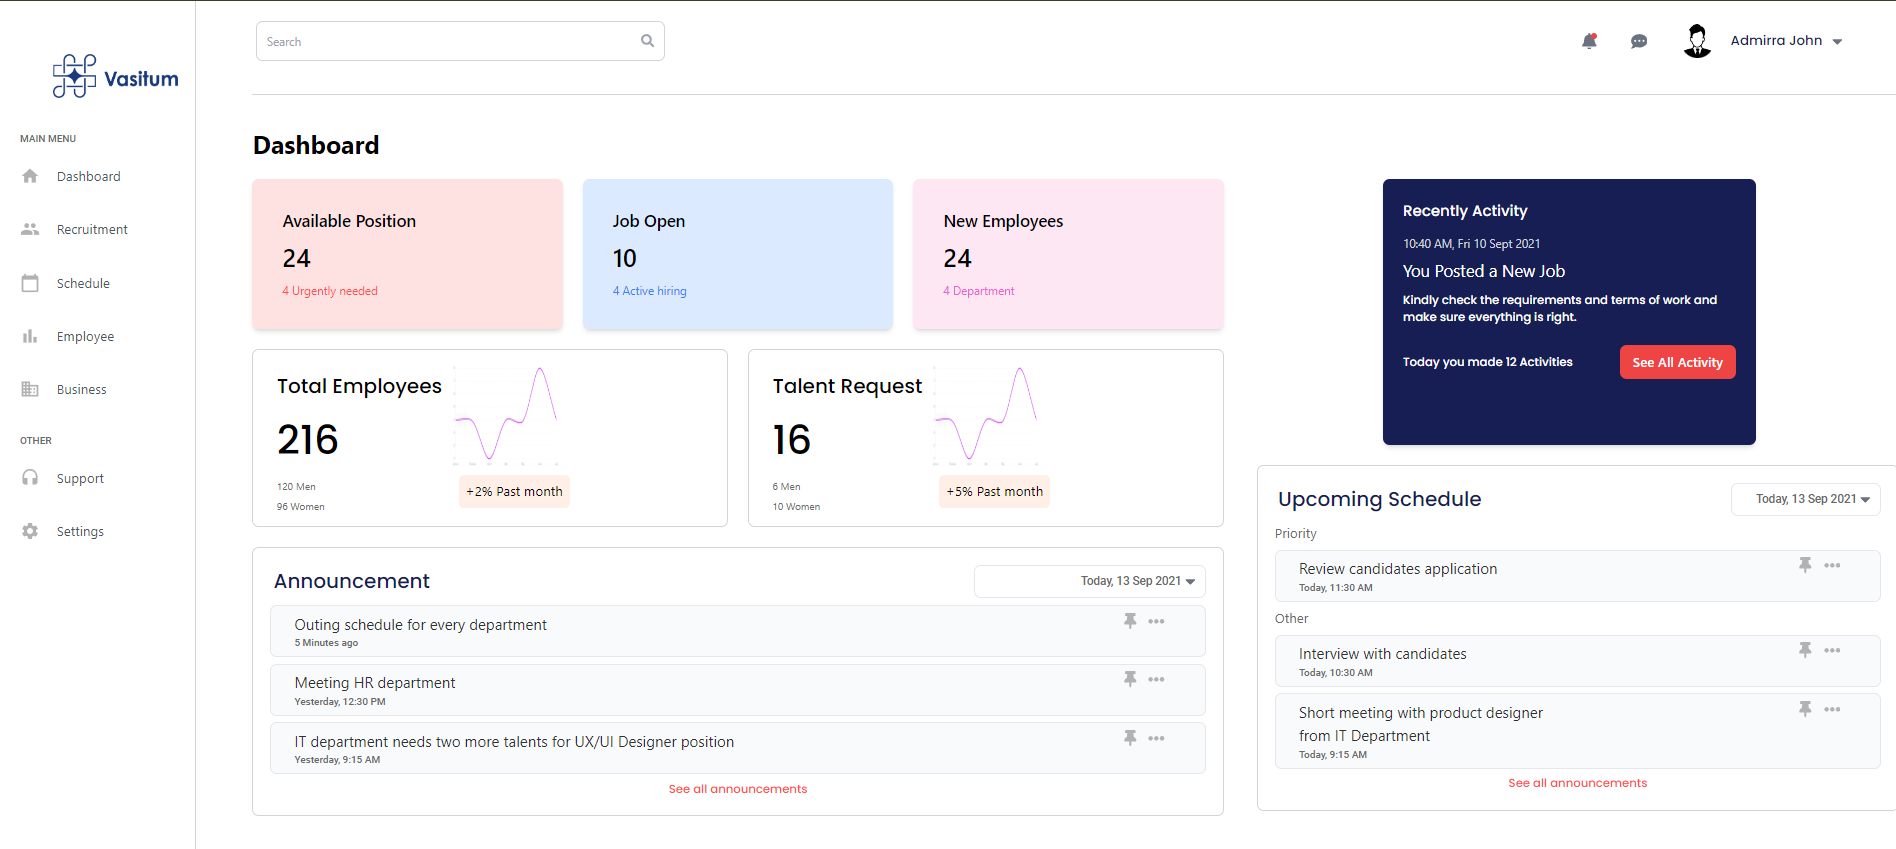 Vasitum
MAIN MENU
Dashboard
Recruitment
Schedule
Employee
Business
OTHER
Support
Settings
Search
Admirra John
Dashboard
Available Position
24
4 Urgently needed
Job Open
10
4 Active hiring
New Employees
24
4 Department
Total Employees
216
120 Men
96 Women
+2% Past month
Talent Request
16
6 Men
10 Women
+5% Past month
Announcement
Today, 13 Sep 2021
Outing schedule for every department
5 Minutes ago
Meeting HR department
Yesterday, 12:30 PM
IT department needs two more talents for UX/UI Designer position
Yesterday, 9:15 AM
See all announcements
Recently Activity
10:40 AM, Fri 10 Sept 2021
You Posted a New Job
Kindly check the requirements and terms of work and
make sure everything is right.
Today you made 12 Activities
See All Activity
Upcoming Schedule
Today, 13 Sep 2021
Priority
Review candidates application
Today, 11:30 AM
Other
Interview with candidates
Today, 10:30 AM
Short meeting with product designer
from IT Department
Today, 9:15 AM
See all announcements